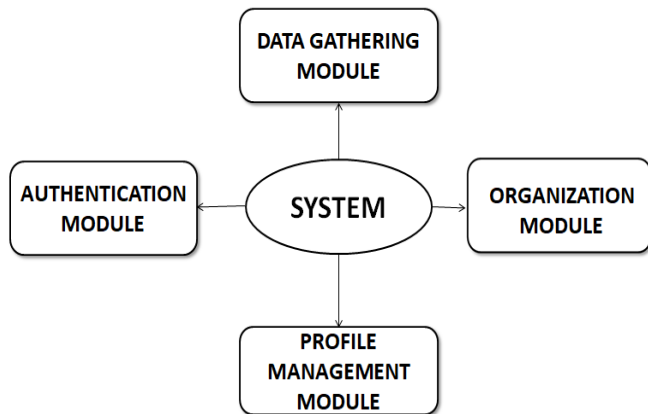 DATA GATHERING
MODULE
AUTHENTICATION
MODULE
SYSTEM
ORGANIZATION
MODULE
PROFILE
MANAGEMENT
MODULE